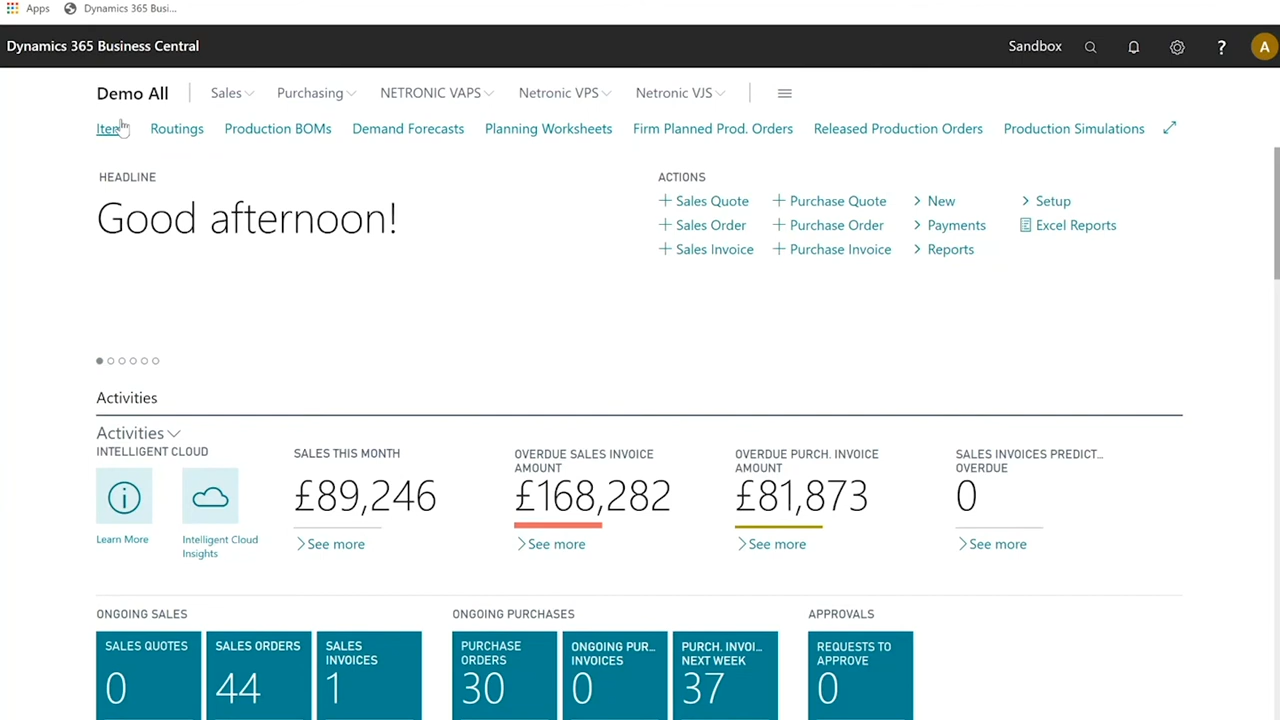 Apps Dynamics 365 Busi...
Dynamics 365 Business Central Sandbox ? A
Demo All Sales Purchasing NETRONIC VAPS Netronic VPS Netronic VJS
Routings Production BOMs Demand Forecasts Planning Worksheets Firm Planned Prod. Orders Released Production Orders Production Simulations
HEADLINE
Good afternoon!
ACTIONS
Sales Quote Purchase Quote New Setup
Sales Order Purchase Order Payments Excel Reports
Sales Invoice Purchase Invoice Reports
Activities
Activities
INTELLIGENT CLOUD
Learn More
Intelligent Cloud
Insights
SALES THIS MONTH
£89,246
See more
OVERDUE SALES INVOICE
AMOUNT
£168,282
See more
OVERDUE PURCH. INVOICE
AMOUNT
£81,873
See more
SALES INVOICES PREDICT...
OVERDUE
0
See more
ONGOING SALES
SALES QUOTES
0
SALES ORDERS
44
SALES
INVOICES
1
ONGOING PURCHASES
PURCHASE
ORDERS
30
ONGOING PUR...
INVOICES
0
PURCH. INVOI...
NEXT WEEK
37
APPROVALS
REQUESTS TO
APPROVE
0